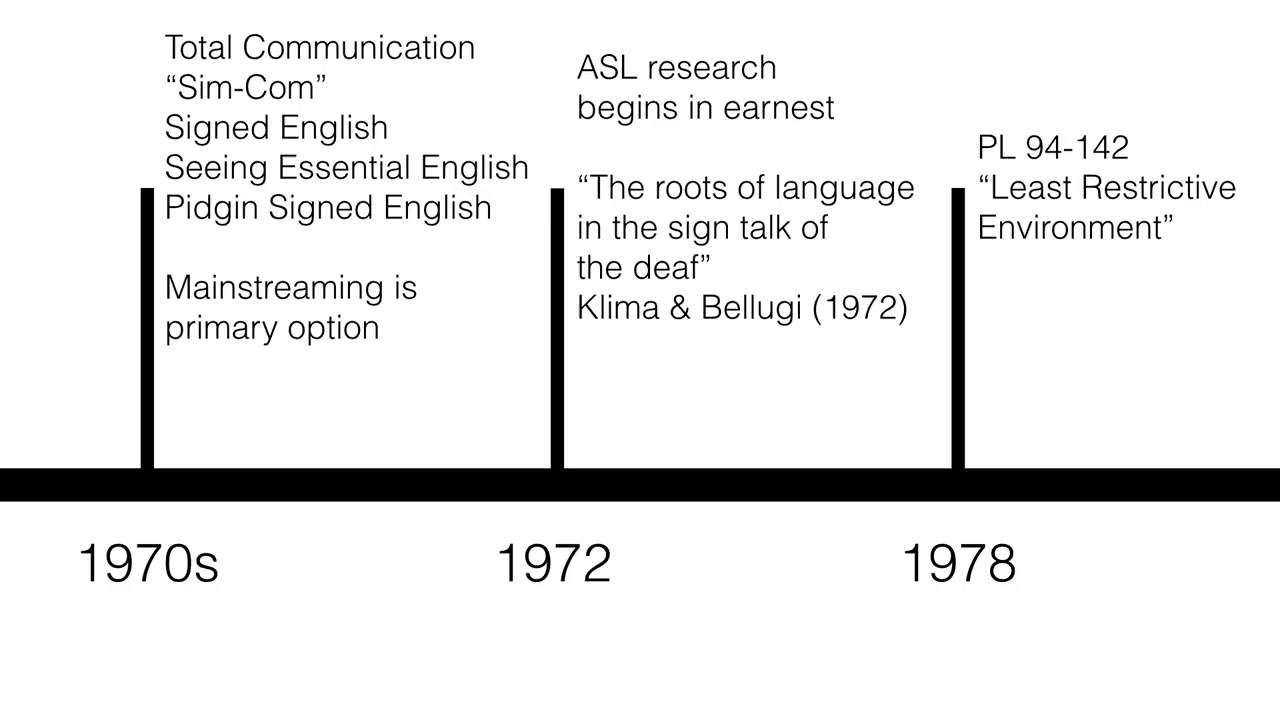 Total Communication
“Sim-Com”
Signed English
Seeing Essential English
Pidgin Signed English
Mainstreaming is
primary option
1970s
ASL research
begins in earnest
“The roots of language
in the sign talk of
the deaf”
Klima & Bellugi (1972)
1972
PL 94-142
“Least Restrictive
Environment”
1978